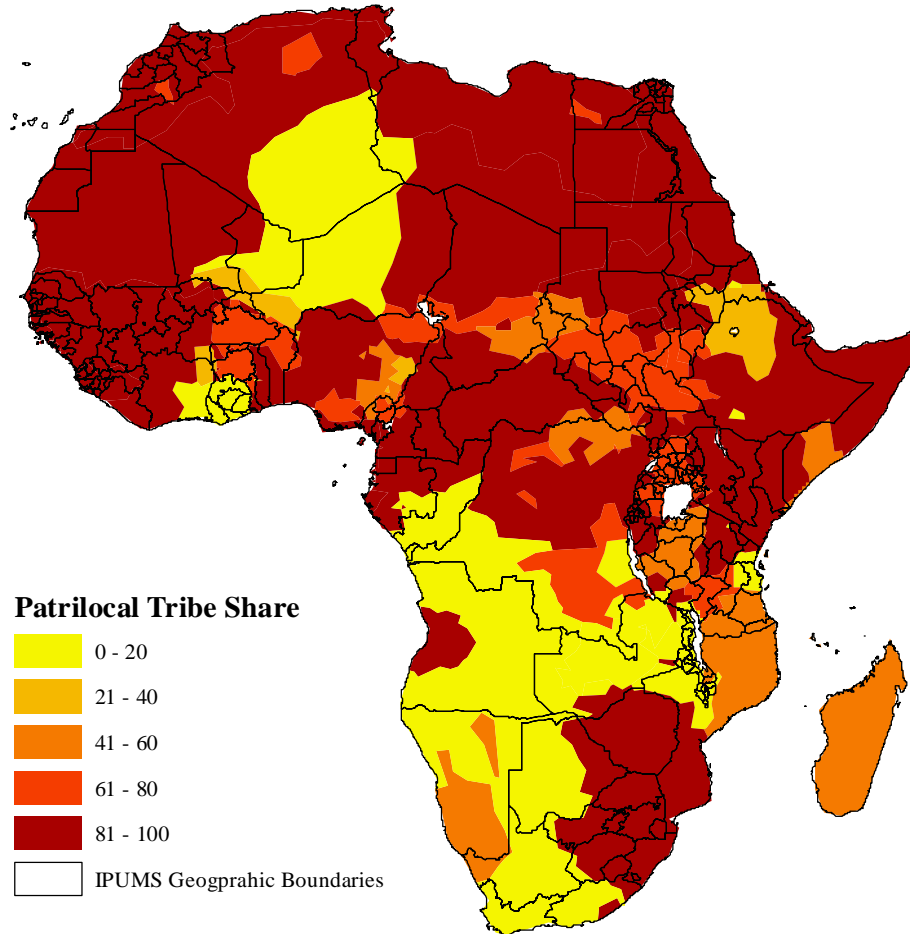 Patrilocal Tribe Share
0 - 20
21 - 40
41 - 60
61 - 80
81 - 100
IPUMS Geogprahic Boundaries